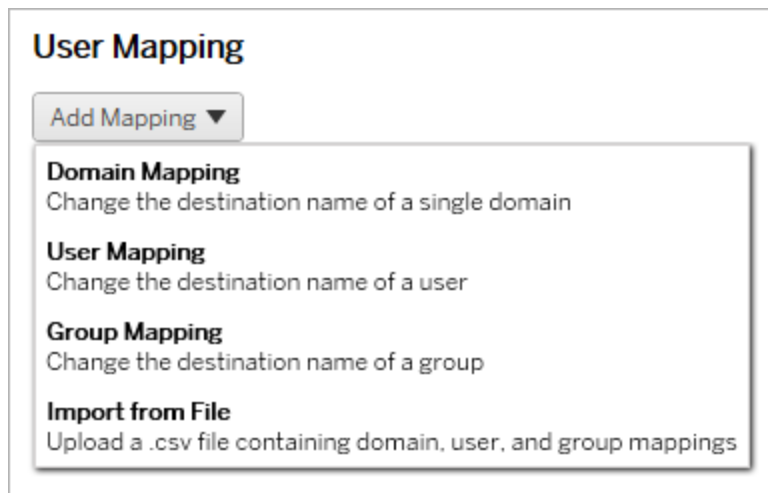 User Mapping
Add Mapping ▼
Domain Mapping
Change the destination name of a single domain
User Mapping
Change the destination name of a user
Group Mapping
Change the destination name of a group
Import from File
Upload a .csv file containing domain, user, and group mappings